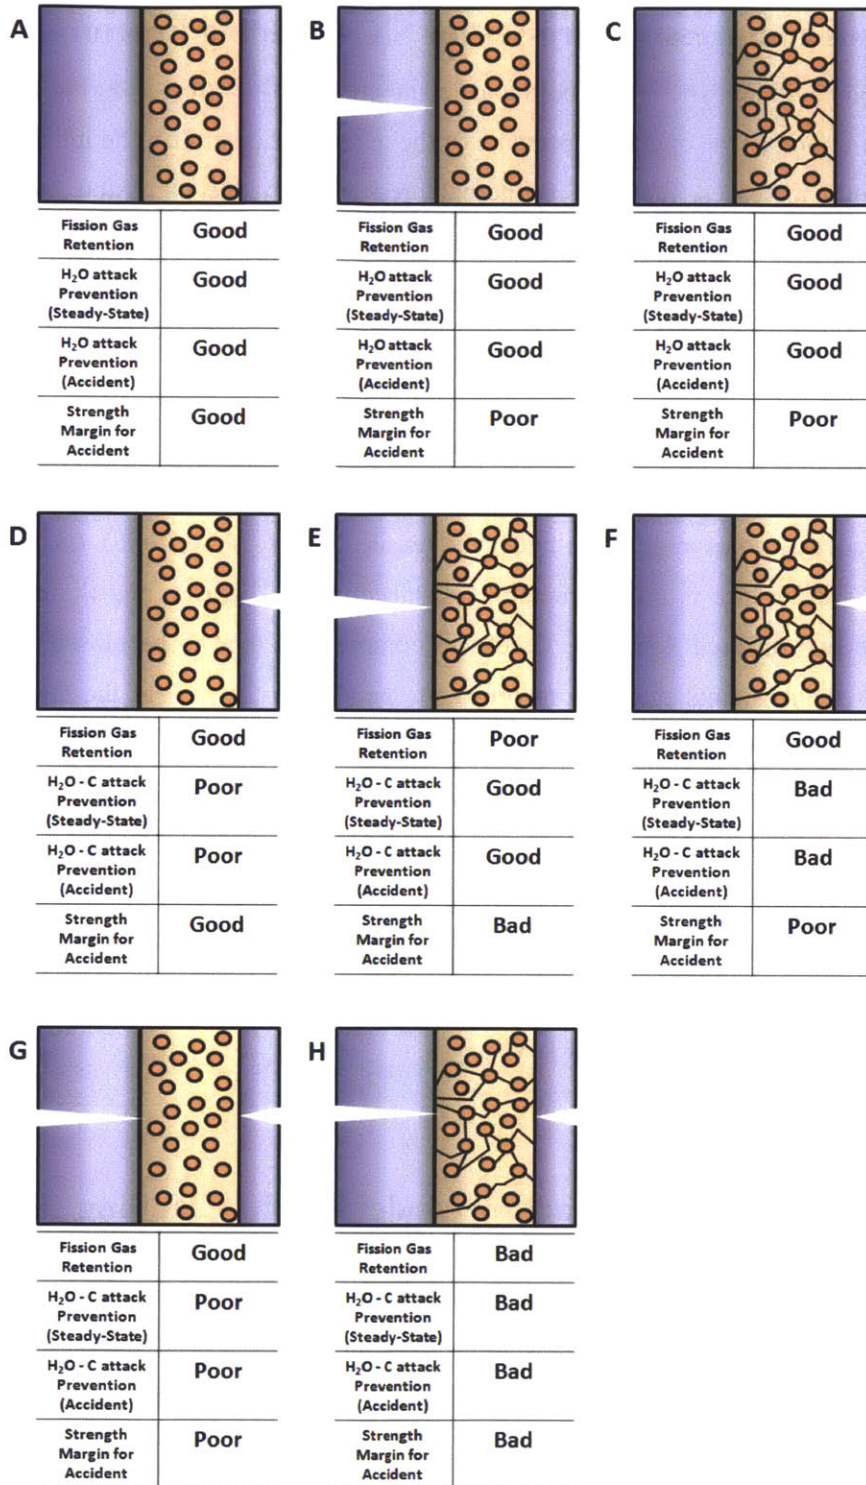 A
B
C
Fission Gas
Retention
Good
H₂O attack
Prevention
(Steady-State)
Good
H₂O attack
Prevention
(Accident)
Good
Strength
Margin for
Accident
Good
Fission Gas
Retention
Good
H₂O attack
Prevention
(Steady-State)
Good
H₂O attack
Prevention
(Accident)
Good
Strength
Margin for
Accident
Poor
Fission Gas
Retention
Good
H₂O attack
Prevention
(Steady-State)
Good
H₂O attack
Prevention
(Accident)
Good
Strength
Margin for
Accident
Poor
D
E
F
Fission Gas
Retention
Good
H₂O - C attack
Prevention
(Steady-State)
Poor
H₂O - C attack
Prevention
(Accident)
Poor
Strength
Margin for
Accident
Good
Fission Gas
Retention
Poor
H₂O - C attack
Prevention
(Steady-State)
Good
H₂O - C attack
Prevention
(Accident)
Good
Strength
Margin for
Accident
Bad
Fission Gas
Retention
Good
H₂O - C attack
Prevention
(Steady-State)
Bad
H₂O - C attack
Prevention
(Accident)
Bad
Strength
Margin for
Accident
Poor
G
H
Fission Gas
Retention
Good
H₂O - C attack
Prevention
(Steady-State)
Poor
H₂O - C attack
Prevention
(Accident)
Poor
Strength
Margin for
Accident
Poor
Fission Gas
Retention
Bad
H₂O - C attack
Prevention
(Steady-State)
Bad
H₂O - C attack
Prevention
(Accident)
Bad
Strength
Margin for
Accident
Bad